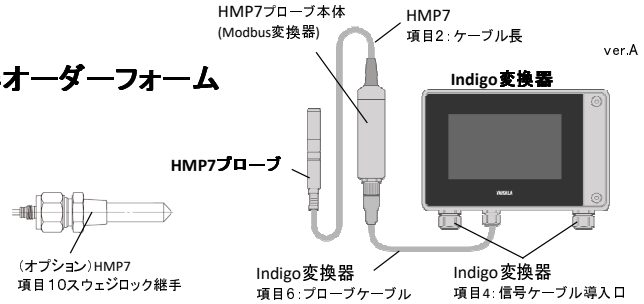 HMP7プローブ本体
(Modbus変換器)
HMP7
項目2:ケーブル長
ver.A
オーダーフォーム
Indigo変換器
HMP7プローブ
VAISALA
(オプション)HMP7
項目10スウェジロック継手
Indigo変換器
項目6:プローブケーブル
Indigo変換器
項目4:信号ケーブル導入口